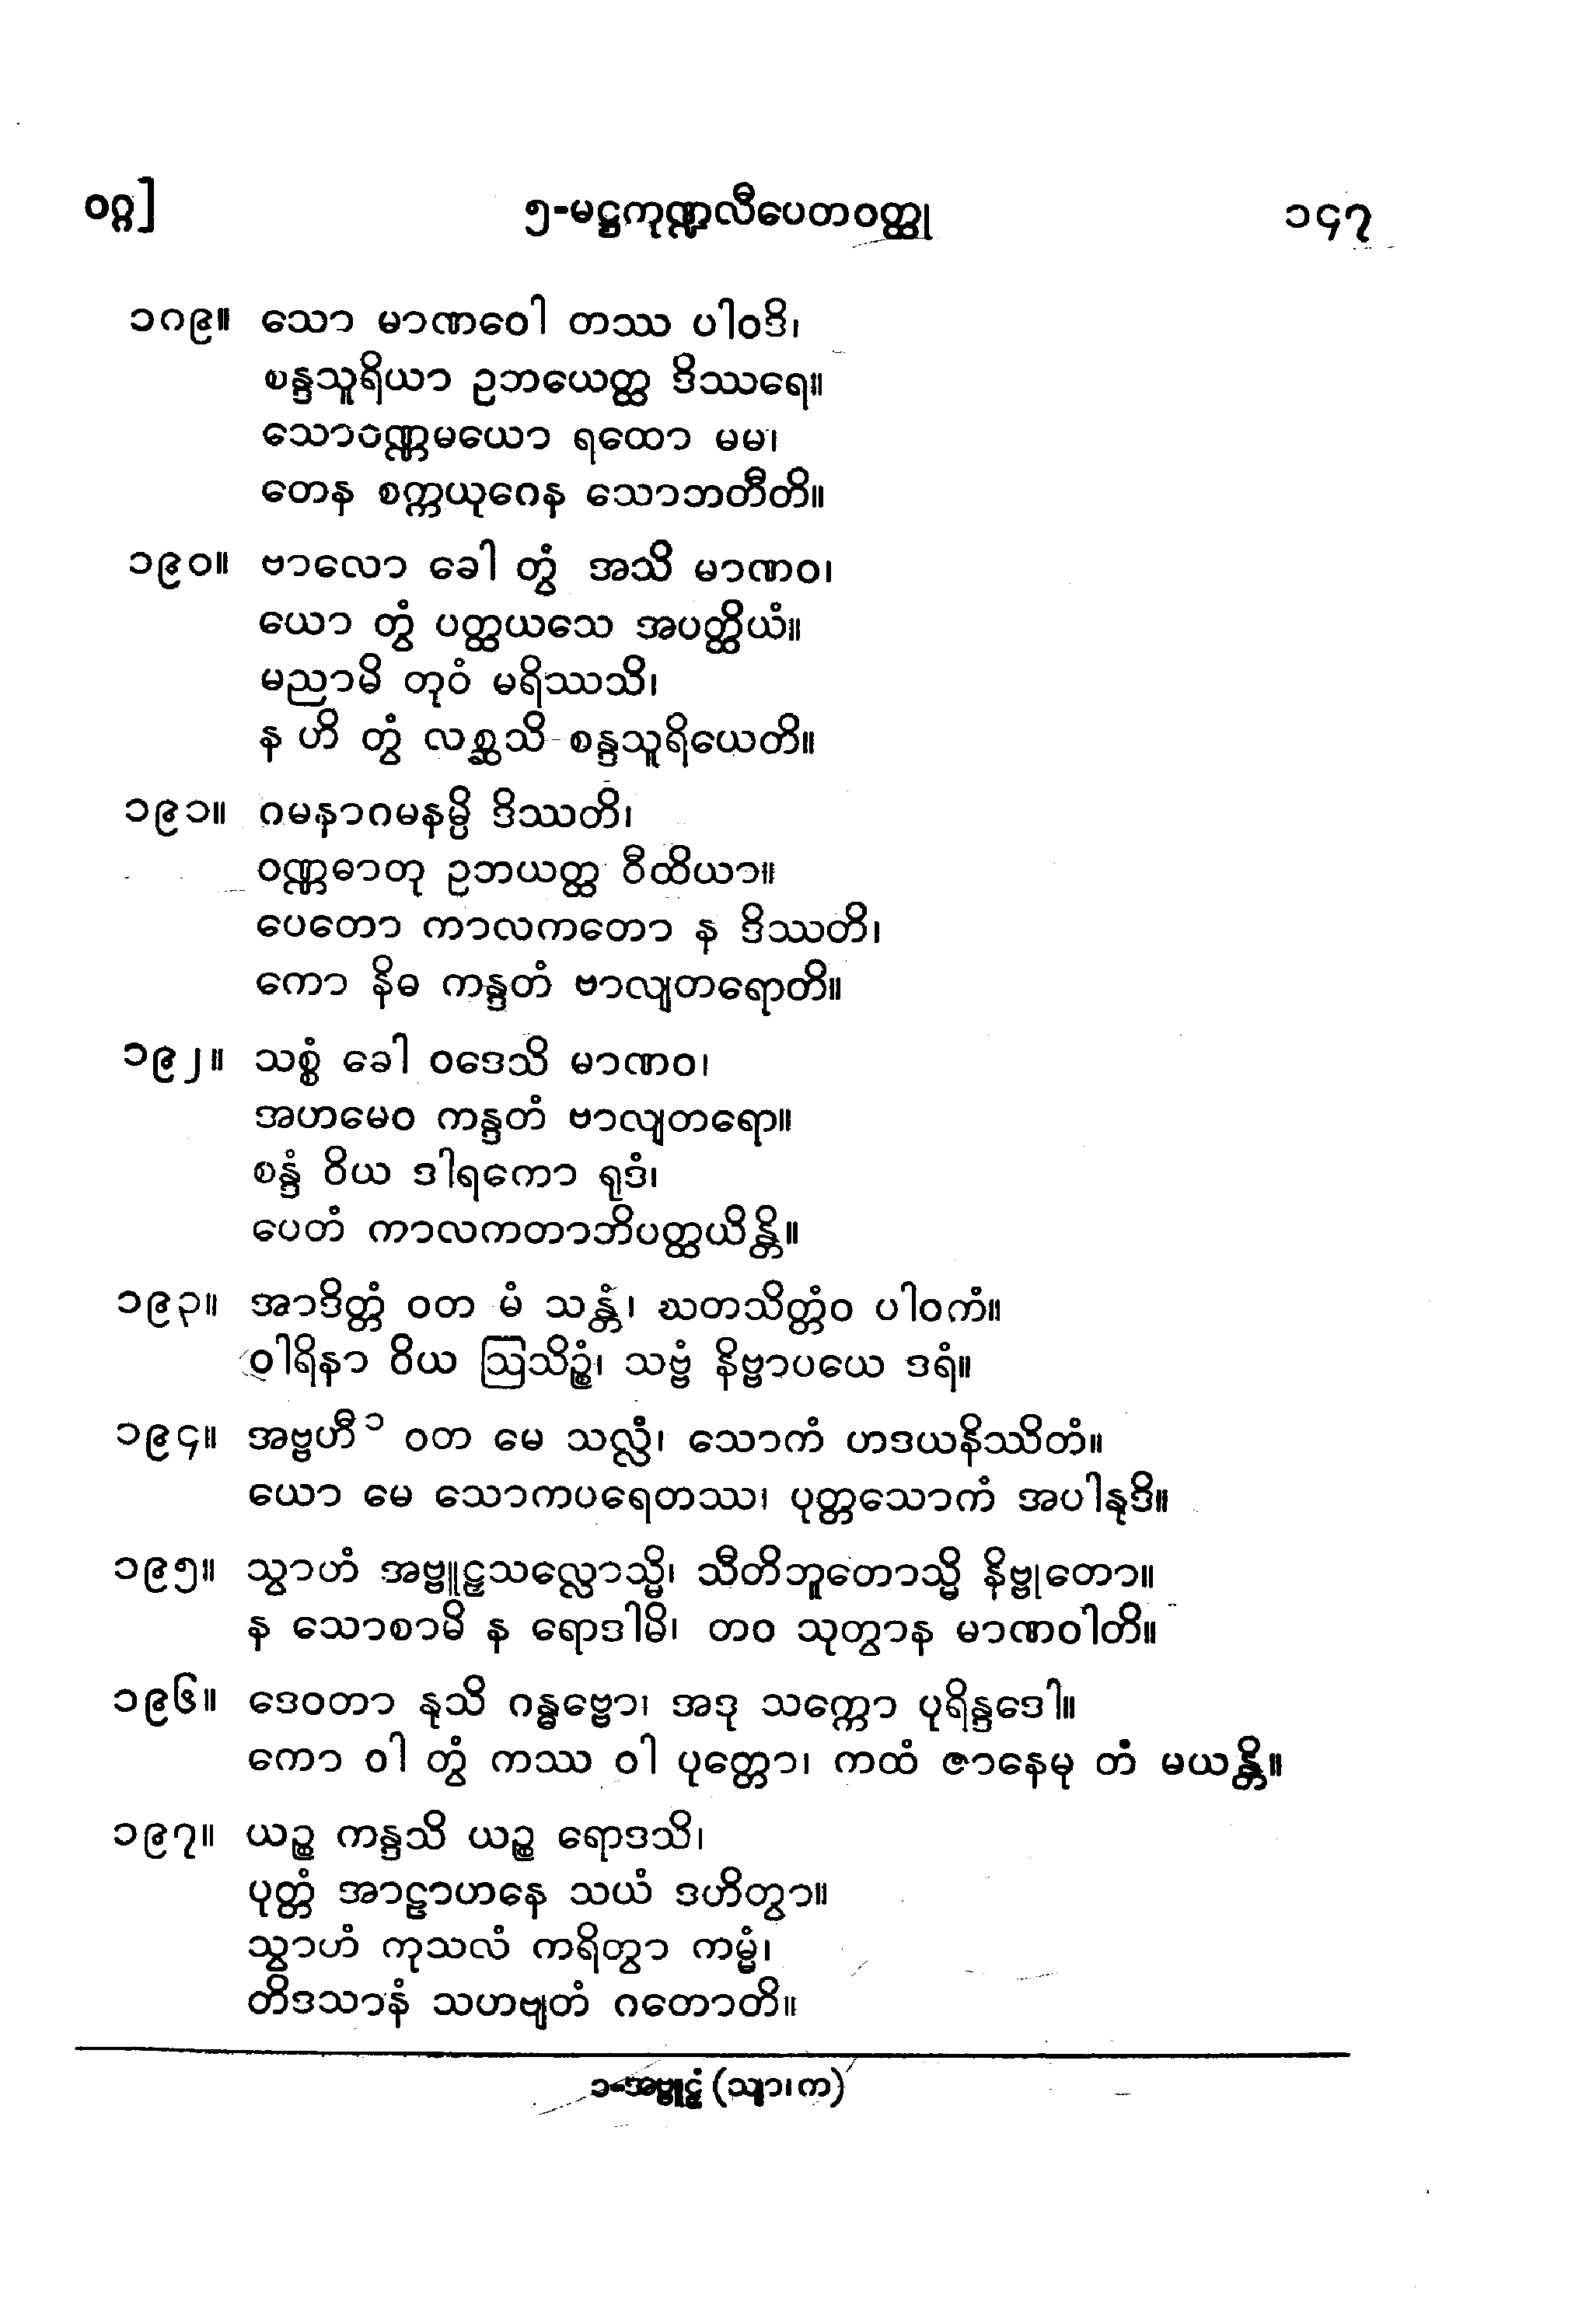 ဝဂ္ဂ]
၅-မဋ္ဌကုဏ္ဍလီပေတဝတ္ထု
၁၄၇
၁၈၉။ သော မာဏဝေါ တဿ ပါဝဒိ၊
စန္ဒသူရိယာ ဥဘယေတ္ထ ဒိဿရေ။
သောဝဏ္ဏမယော ရထော မမ၊
တေန စက္ကယုဂေန သောဘတီတိ။
၁၉၀။ ဗာလော ခေါ တွံ အသိ မာဏဝ၊
ယော တွံ ပတ္ထယသေ အပတ္ထိယံ။
မညာမိ တုဝံ မရိဿသိ၊
န ဟိ တွံ လစ္ဆသိ စန္ဒသူရိယေတိ။
၁၉၁။ ဂမနာဂမနမ္ပိ ဒိဿတိ၊
ဝဏ္ဏဓာတု ဥဘယတ္ထ ဝီထိယာ။
ပေတော ကာလကတော န ဒိဿတိ၊
ကော နိဓ ကန္ဒတံ ဗာလျတရောတိ။
၁၉၂။ သစ္စံ ခေါ ဝဒေသိ မာဏဝ၊
အဟမေဝ ကန္ဒတံ ဗာလျတရော။
စန္ဒံ ဝိယ ဒါရကော ရုဒံ၊
ပေတံ ကာလကတာဘိပတ္ထယိန္တိ။
၁၉၃။ အာဒိတ္တံ ဝတ မံ သန္တံ၊ ဃတသိတ္တံဝ ပါဝကံ။
ဝါရိနာ ဝိယ ဩသိဉ္စံ၊ သဗ္ဗံ နိဗ္ဗာပယေ ဒရံ။
၁၉၄။ အဗ္ဗဟီ ၁ ဝတ မေ သလ္လံ၊ သောကံ ဟဒယနိဿိတံ။
ယော မေ သောကပရေတဿ၊ ပုတ္တသောကံ အပါနုဒိ။
၁၉၅။ သွာဟံ အဗ္ဗူဠှသလ္လောသ္မိ၊ သီတိဘူတောသ္မိ နိဗ္ဗုတော။
န သောစာမိ န ရောဒါမိ၊ တဝ သုတွာန မာဏဝါတိ။
၁၉၆။ ဒေဝတာ နုသိ ဂန္ဓဗ္ဗော၊ အဒု သက္ကော ပုရိန္ဒဒေါ။
ကော ဝါ တွံ ကဿ ဝါ ပုတ္တော၊ ကထံ ဇာနေမု တံ မယန္တိ။
၁၉၇။ ယဉ္စ ကန္ဒသိ ယဉ္စ ရောဒသိ၊
ပုတ္တံ အာဠာဟနေ သယံ ဒဟိတွာ။
သွာဟံ ကုသလံ ကရိတွာ ကမ္မံ၊
တိဒသာနံ သဟဗျတံ ဂတောတိ။
၁-အဗ္ဗူဠှံ (သျာ၊က)